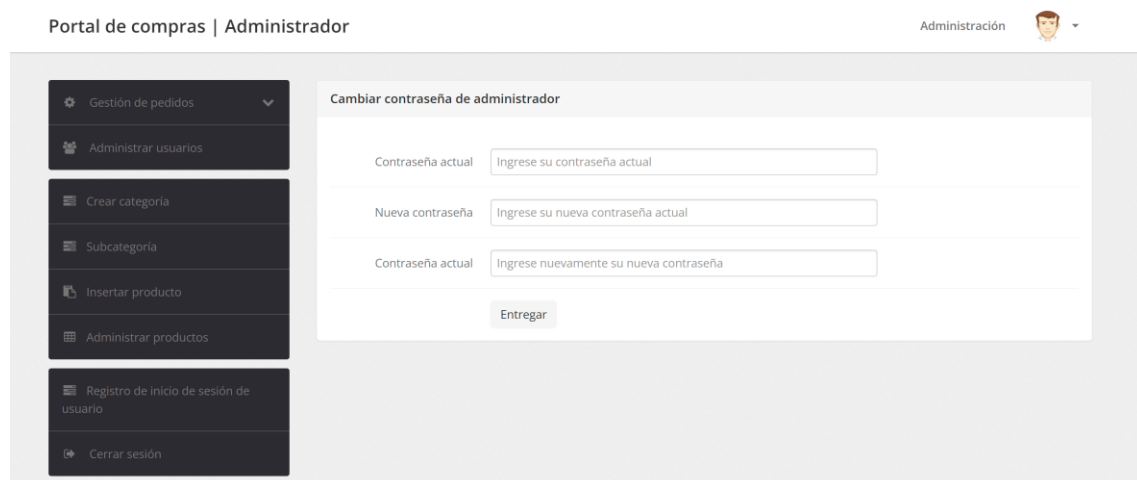 Portal de compras | Administrador
Administración
Gestión de pedidos
Administrar usuarios
Crear categoría
Subcategoría
Insertar producto
Administrar productos
Registro de inicio de sesión de
usuario
Cerrar sesión
Cambiar contraseña de administrador
Contraseña actual Ingrese su contraseña actual
Nueva contraseña Ingrese su nueva contraseña actual
Contraseña actual Ingrese nuevamente su nueva contraseña
Entregar